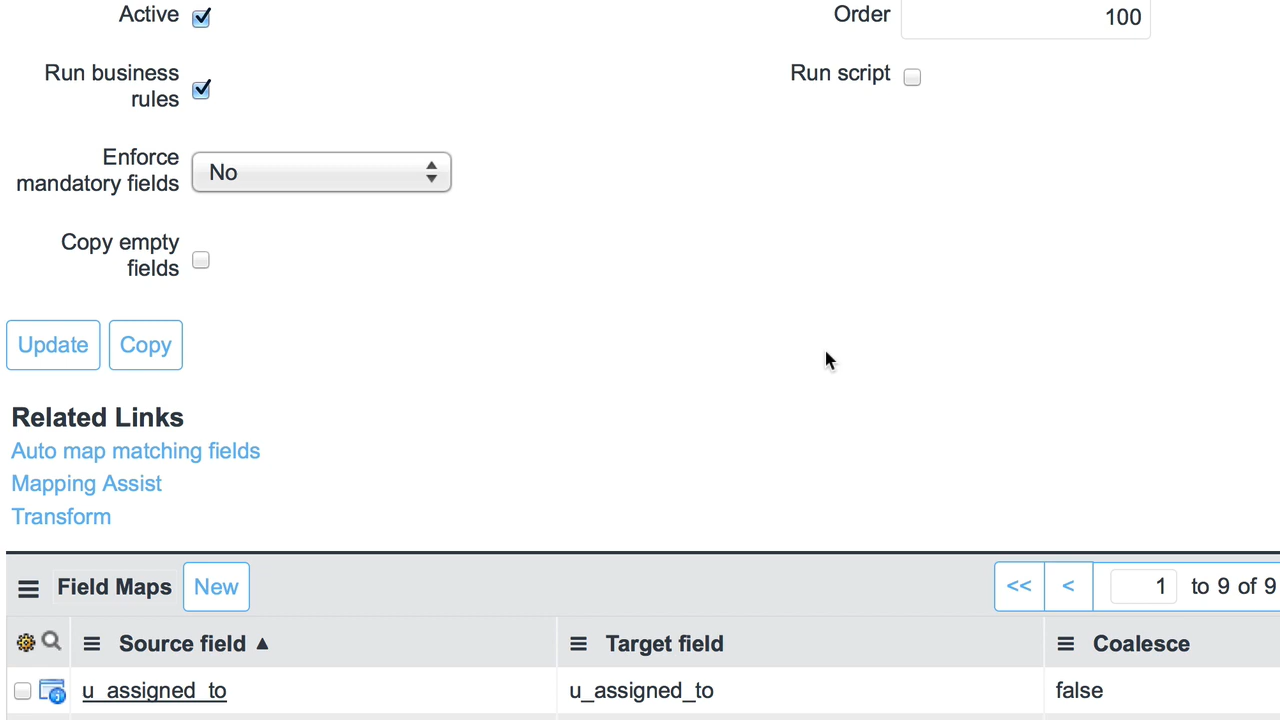 Active
Order 100
Run business rules
Run script
Enforce mandatory fields No
Copy empty fields
Update Copy
Related Links
Auto map matching fields
Mapping Assist
Transform
Field Maps New << < 1 to 9 of 9
Source field ▲ Target field Coalesce
u_assigned_to u_assigned_to false